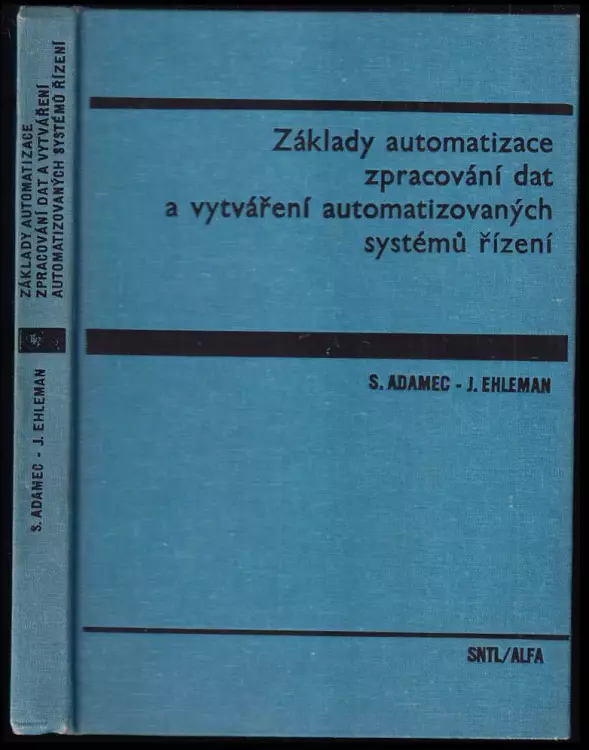 ZÁKLADY AUTOMATIZACE
ZPRACOVÁNÍ DAT A VYTVÁŘENÍ
AUTOMATIZOVANÝCH SYSTÉMŮ ŘÍZENÍ
S. ADAMEC - J. EHLEMAN
Základy automatizace
zpracování dat
a vytváření automatizovaných
systémů řízení
S. ADAMEC - J. EHLEMAN
SNTL/ALFA